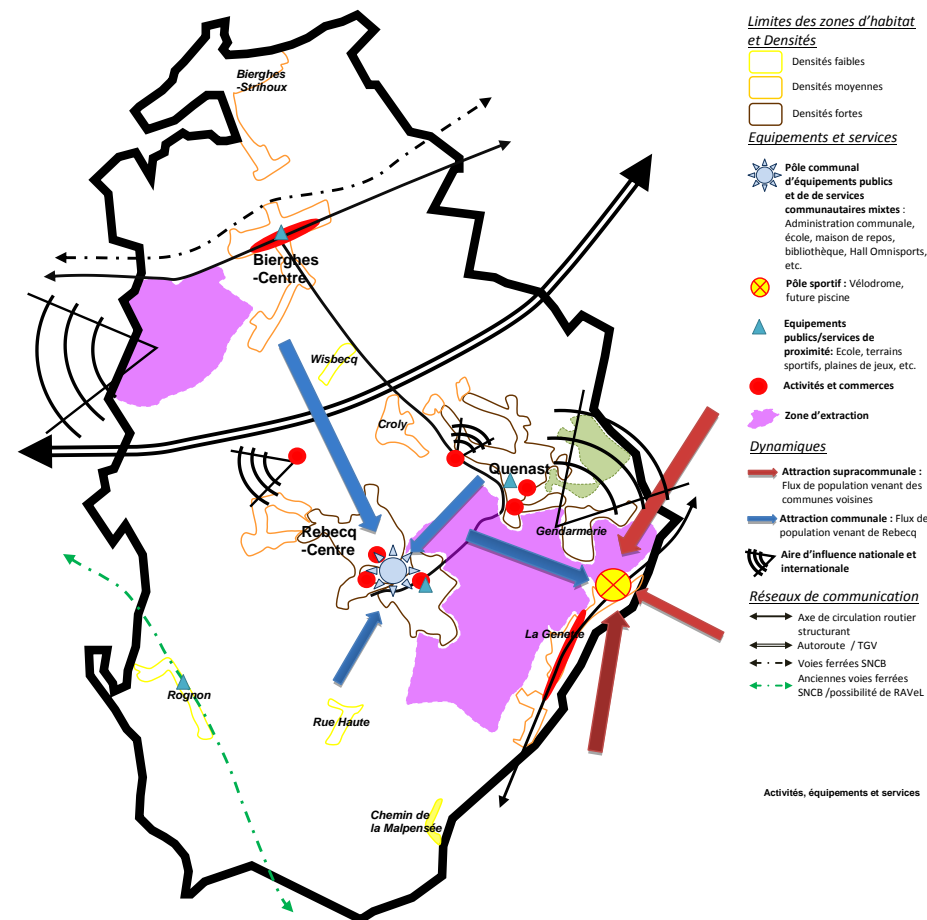 Bierghes
-Strihoux
Bierghes
-Centre
Wisbecq
Croly
Quenast
Rebecq
-Centre
Gendarmerie
La Genette
Rognon
Rue Haute
Chemin de
la Malpensée
Limites des zones d'habitat
et Densités
Densités faibles
Densités moyennes
Densités fortes
Equipements et services
Pôle communal
d'équipements publics
et de de services
communautaires mixtes :
Administration communale,
école, maison de repos,
bibliothèque, Hall Omnisports,
etc.
Pôle sportif : Vélodrome,
future piscine
Equipements
publics/services de
proximité: Ecole, terrains
sportifs, plaines de jeux, etc.
Activités et commerces
Zone d'extraction
Dynamiques
Attraction supracommunale :
Flux de population venant des
communes voisines
Attraction communale : Flux de
population venant de Rebecq
Aire d'influence nationale et
internationale
Réseaux de communication
Axe de circulation routier
structurant
Autoroute / TGV
Voies ferrées SNCB
Anciennes voies ferrées
SNCB /possibilité de RAVeL
Activités, équipements et services